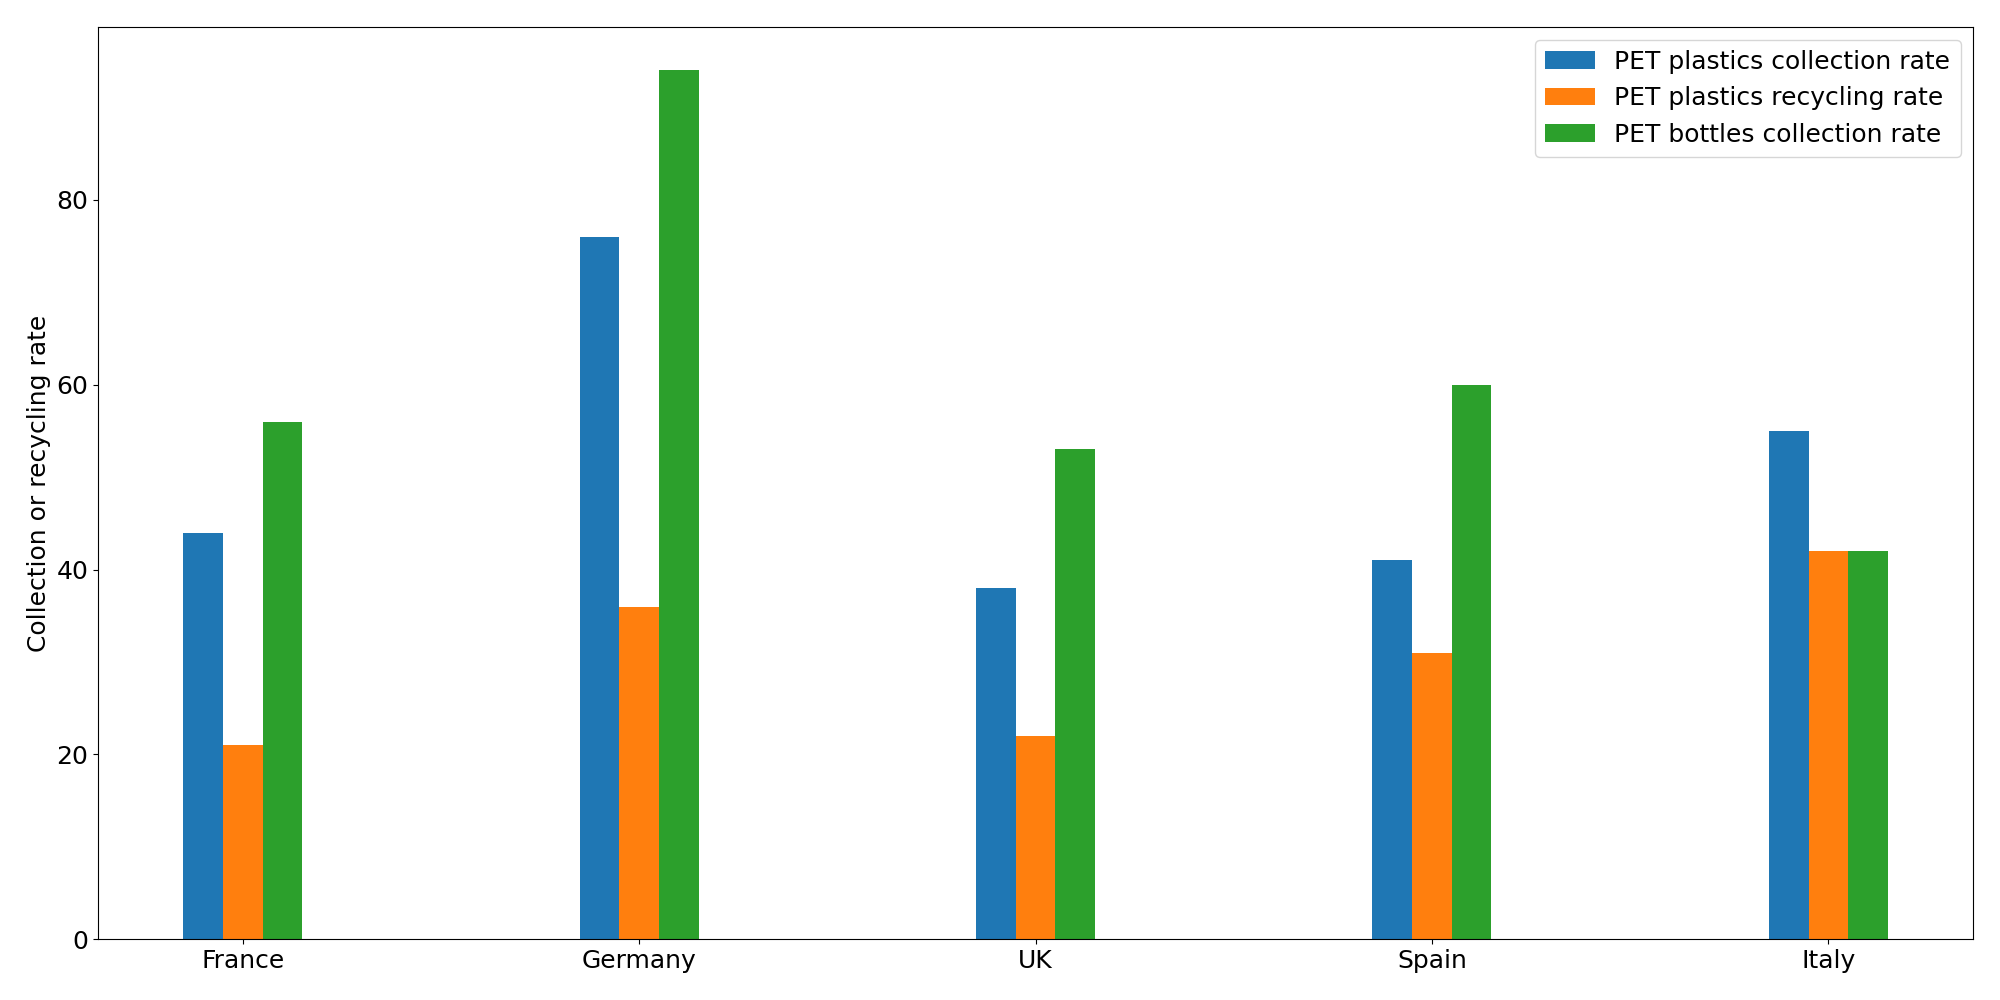 PET plastics collection rate
PET plastics recycling rate
PET bottles collection rate
Collection or recycling rate
80
60
40
20
0
France Germany UK Spain Italy